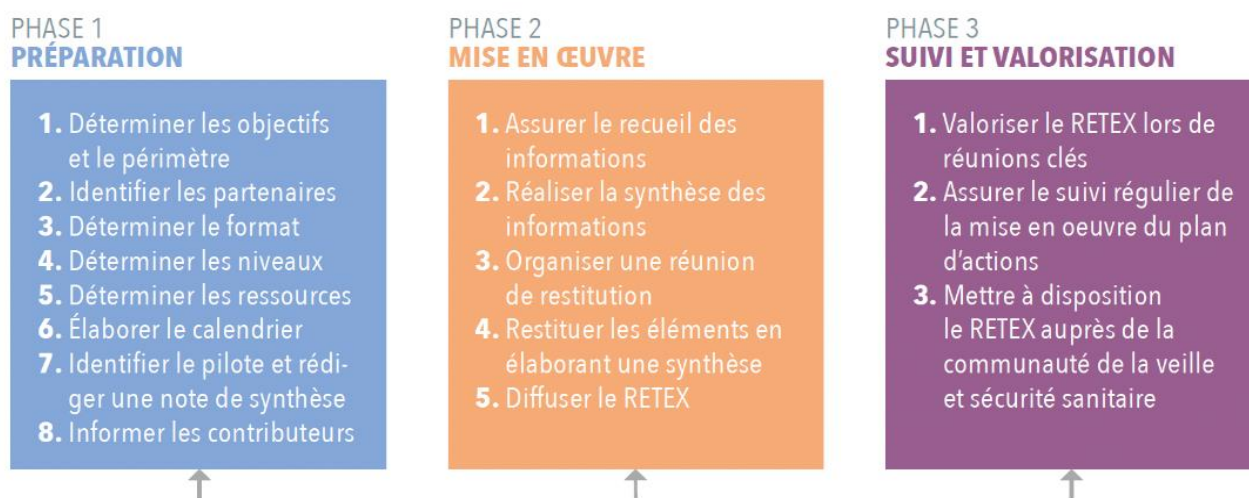 PHASE 1
PRÉPARATION
1. Déterminer les objectifs
et le périmètre
2. Identifier les partenaires
3. Déterminer le format
4. Déterminer les niveaux
5. Déterminer les ressources
6. Élaborer le calendrier
7. Identifier le pilote et rédi-
ger une note de synthèse
8. Informer les contributeurs
PHASE 2
MISE EN ŒUVRE
1. Assurer le recueil des
informations
2. Réaliser la synthèse des
informations
3. Organiser une réunion
de restitution
4. Restituer les éléments en
élaborant une synthèse
5. Diffuser le RETEX
PHASE 3
SUIVI ET VALORISATION
1. Valoriser le RETEX lors de
réunions clés
2. Assurer le suivi régulier de
la mise en oeuvre du plan
d’actions
3. Mettre à disposition
le RETEX auprès de la
communauté de la veille
et sécurité sanitaire